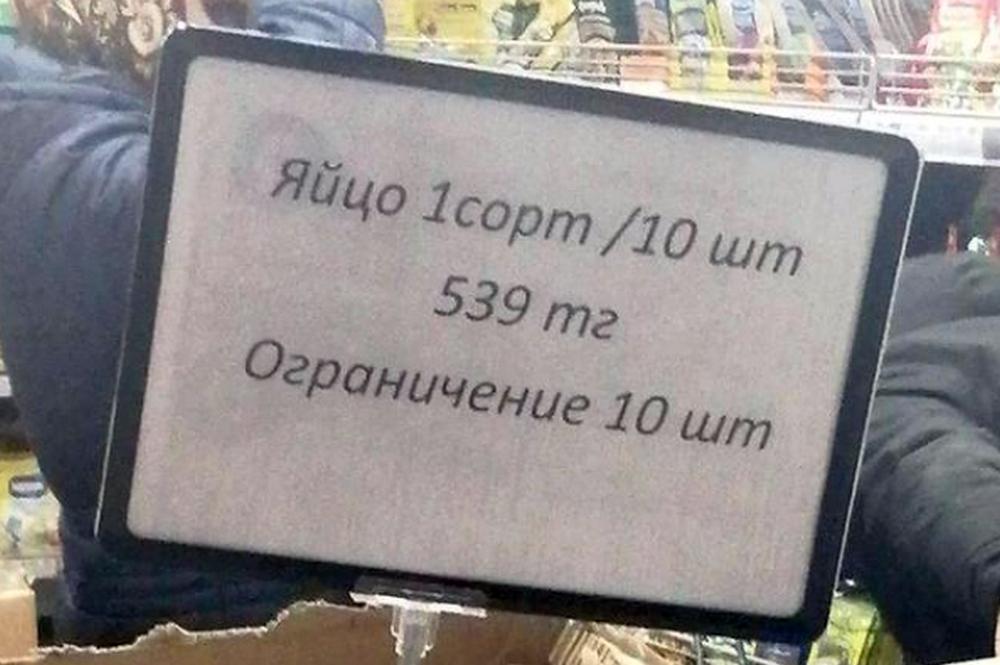 Яйцо 1сорт /10 шт
539 тг
Ограничение 10 шт